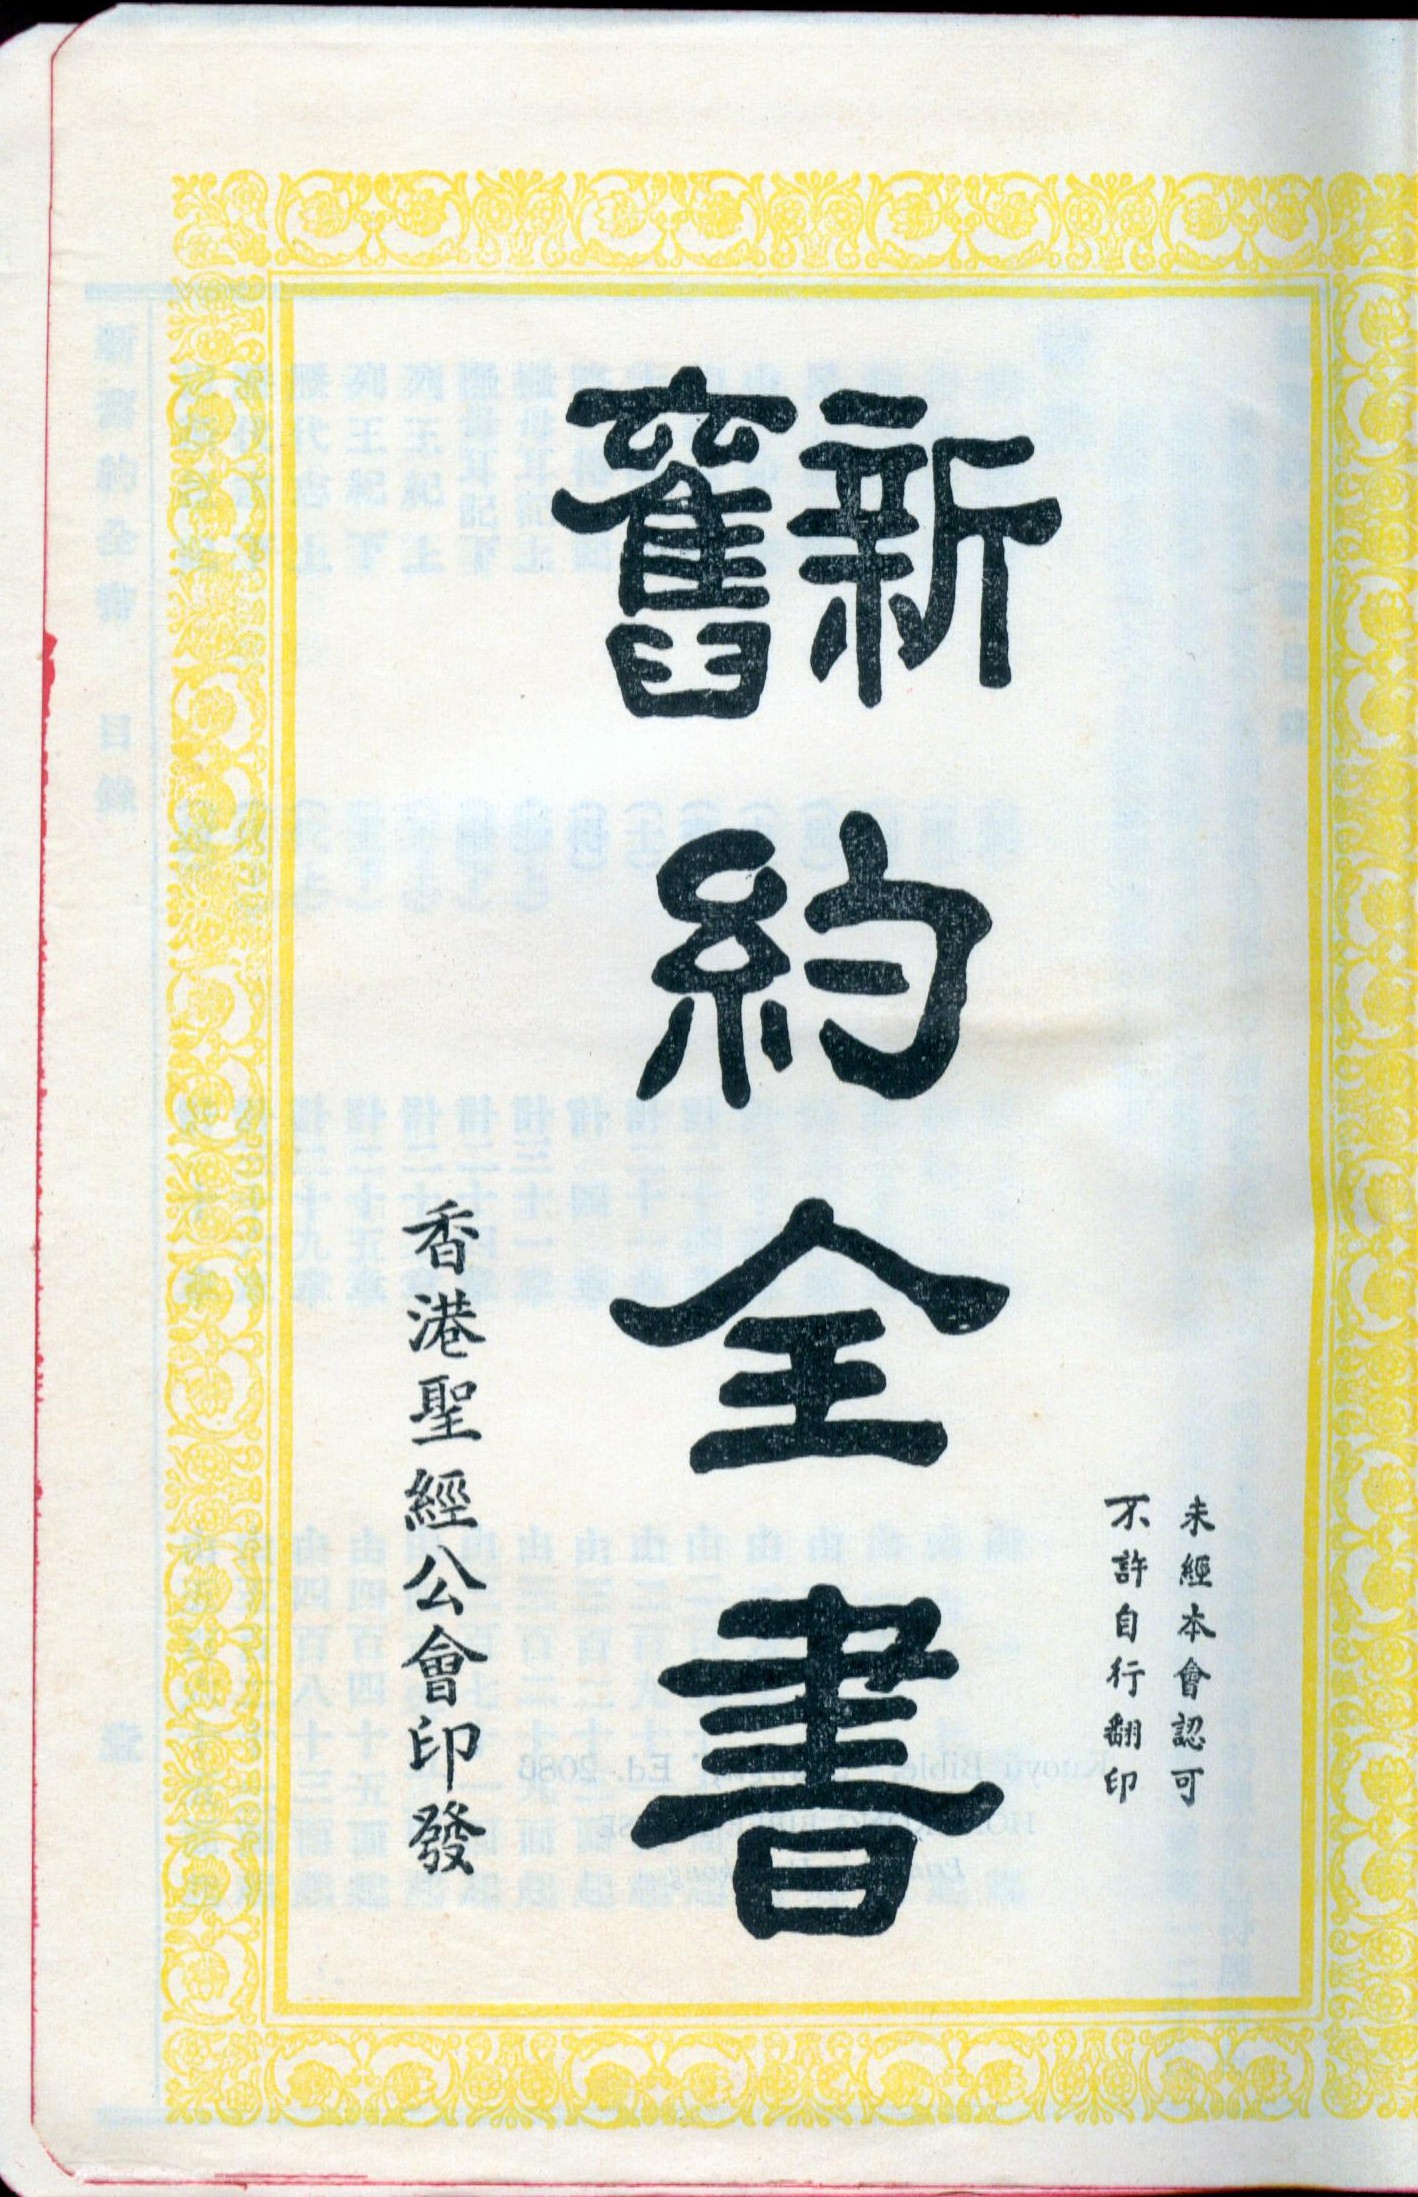 未經本會認可
不許自行翻印
新舊
約全書
香港聖經公會印發